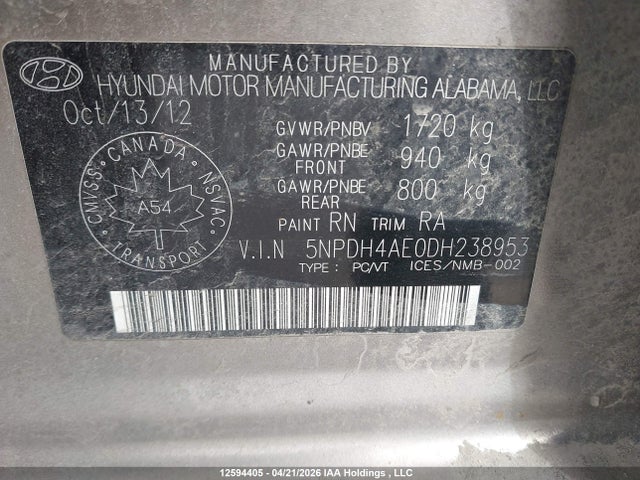 MANUFACTURED BY
HYUNDAI MOTOR MANUFACTURING ALABAMA, LLC
Oct/13/12
GVWR/PNBV 1720 kg
GAWR/PNBE FRONT 940 kg
GAWR/PNBE REAR 800 kg
PAINT RN TRIM RA
V.I.N 5NPDH4AE0DH238953
TYPE : PC/VT ICES/NMB-002
CANADA
CMVSS
NSVAC
A54
TRANSPORT
12594405 - 04/21/2026 IAA Holdings , LLC